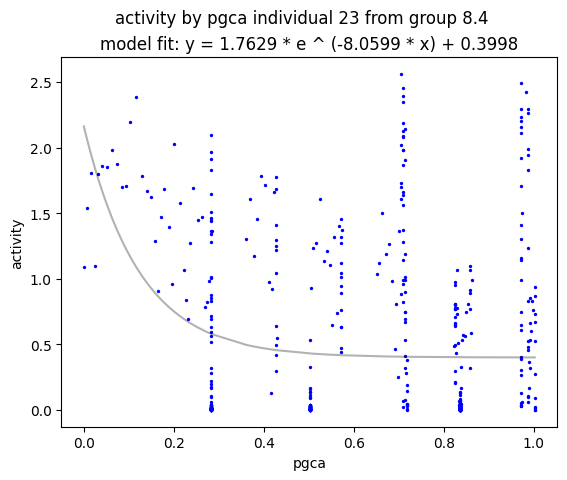 activity by pgca individual 23 from group 8.4
model fit: y = 1.7629 * e ^ (-8.0599 * x) + 0.3998
2.5
2.0
1.5
1.0
0.5
0.0
activity
0.0 0.2 0.4 0.6 0.8 1.0
pgca